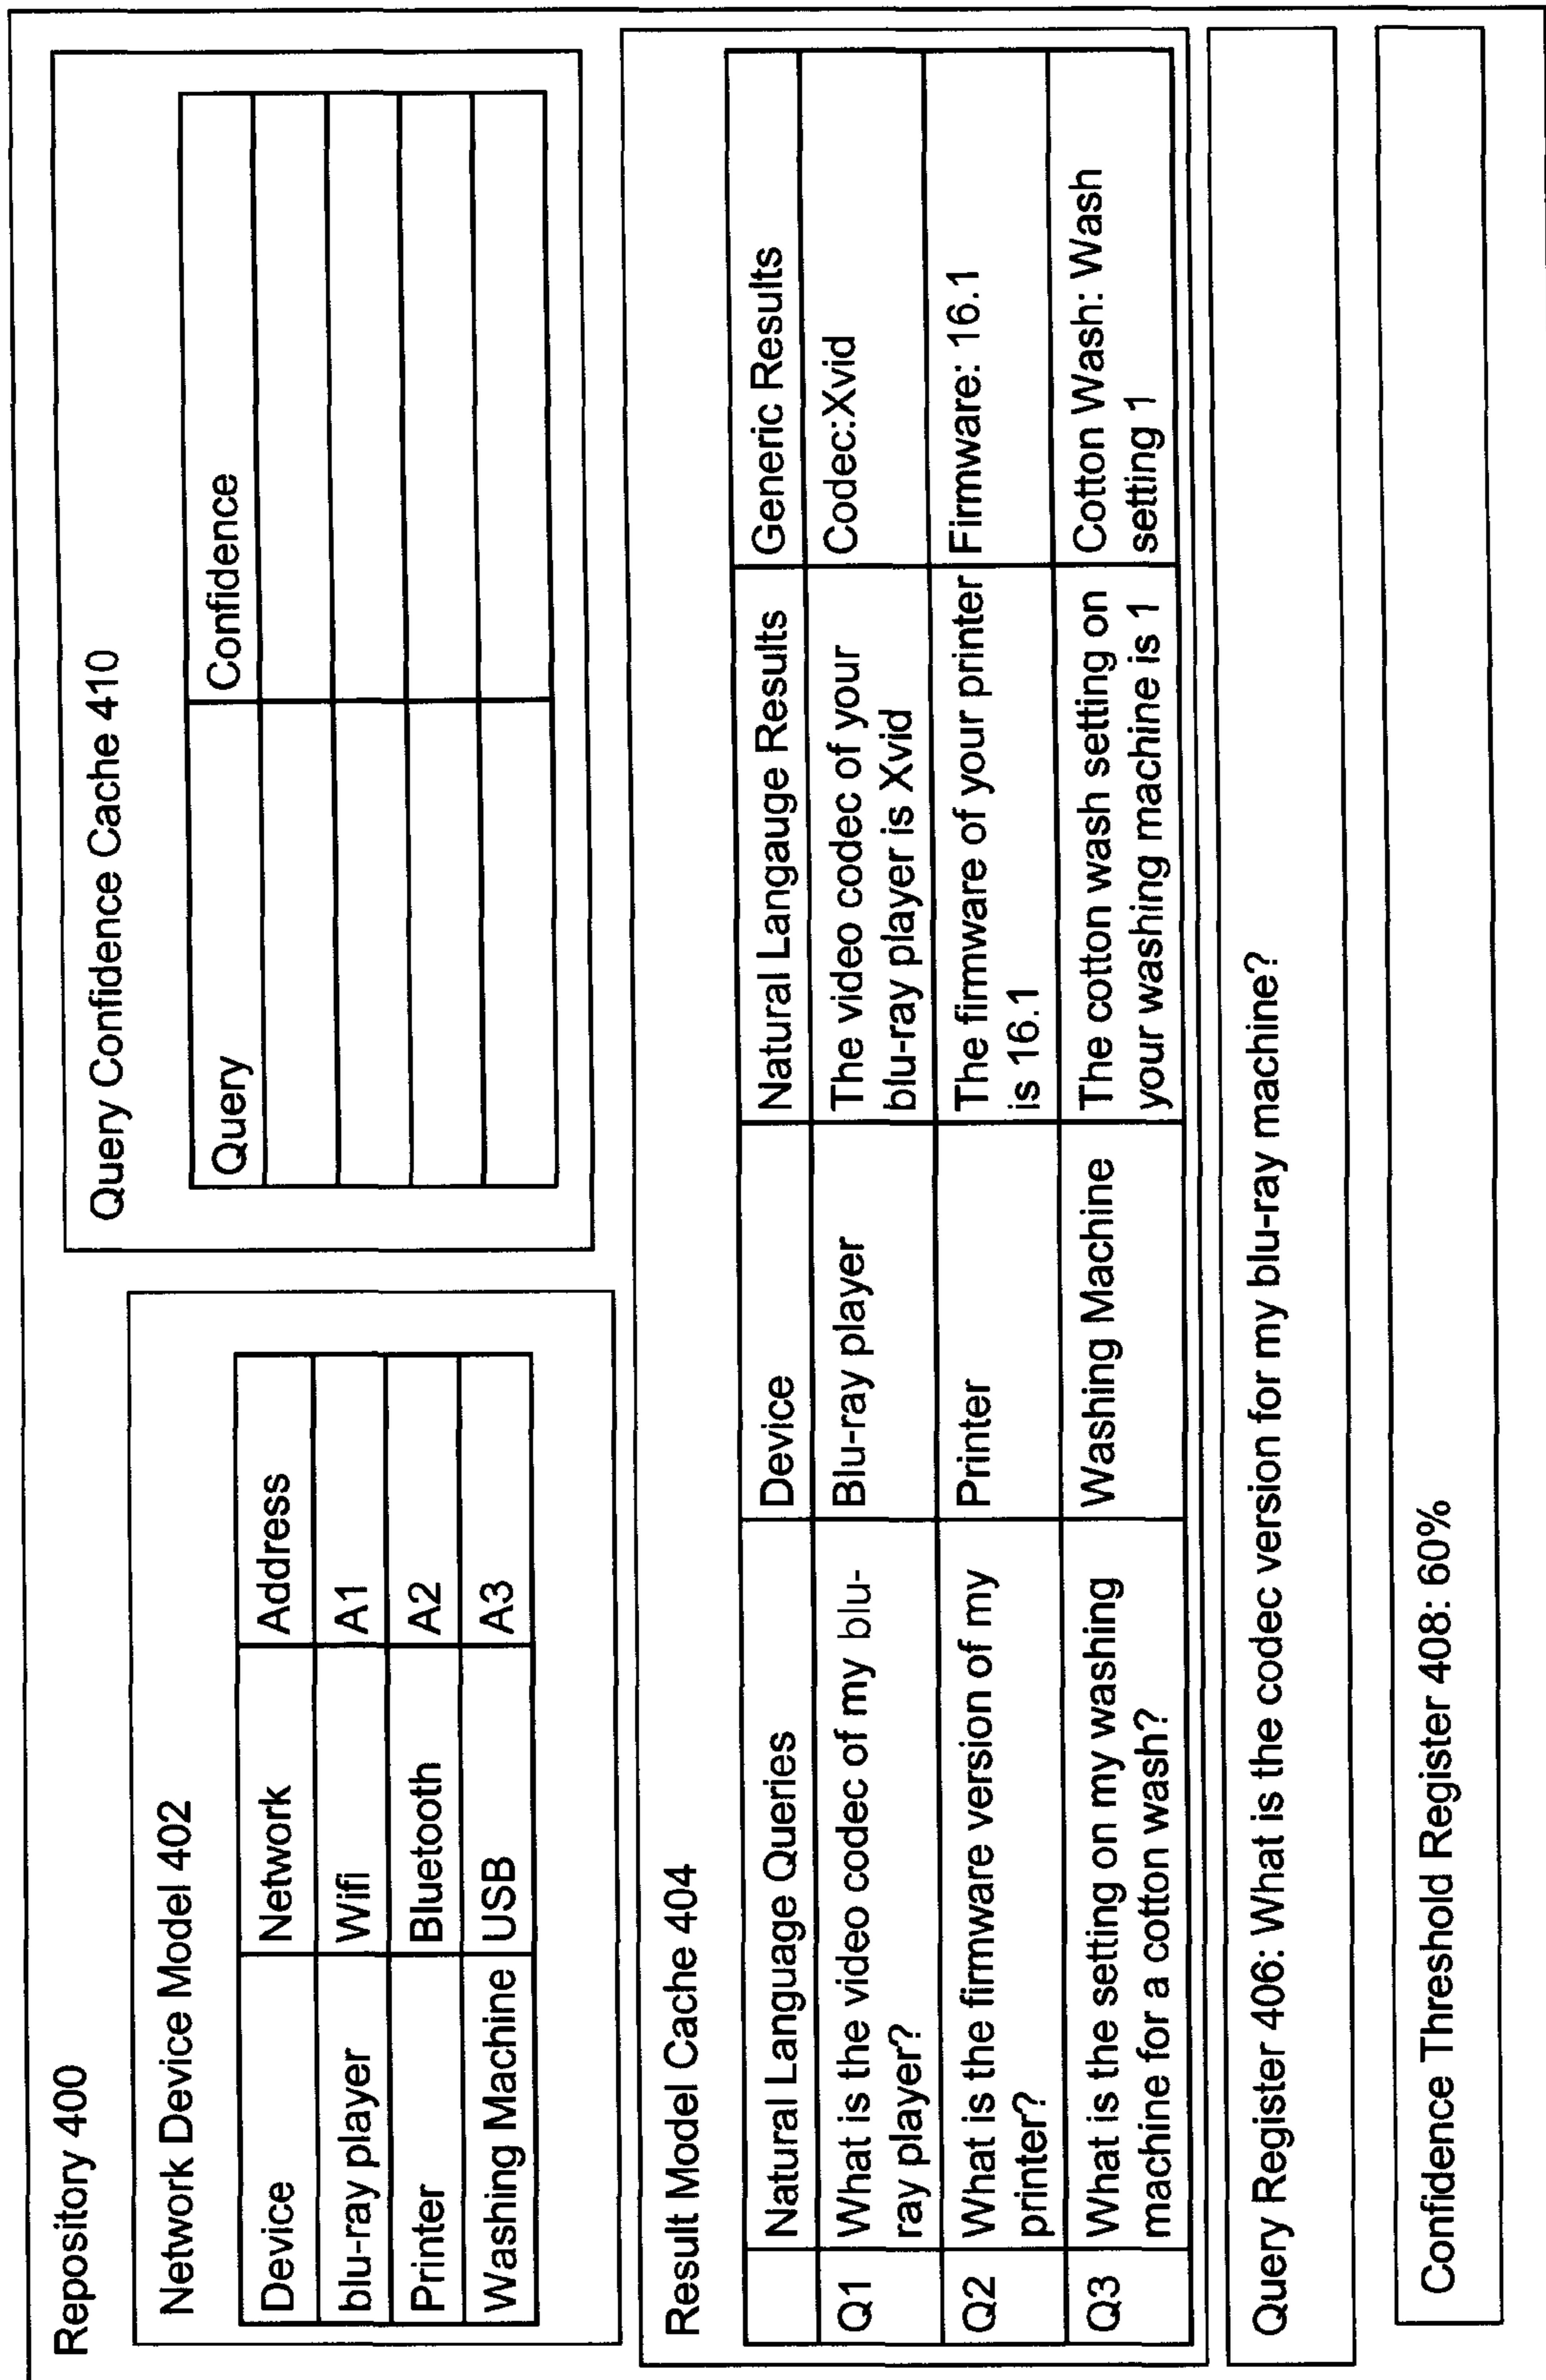 Repository 400
Network Device Model 402
Device Network Address
blu-ray player Wifi A1
Printer Bluetooth A2
Washing Machine USB A3
Query Confidence Cache 410
Query Confidence
Result Model Cache 404
Natural Language Queries Device Natural Langauge Results Generic Results
Q1 What is the video codec of my blu- Blu-ray player The video codec of your Codec:Xvid
ray player? blu-ray player is Xvid
Q2 What is the firmware version of my Printer The firmware of your printer Firmware: 16.1
printer? is 16.1
Q3 What is the setting on my washing Washing Machine The cotton wash setting on Cotton Wash: Wash
machine for a cotton wash? your washing machine is 1 setting 1
Query Register 406: What is the codec version for my blu-ray machine?
Confidence Threshold Register 408: 60%